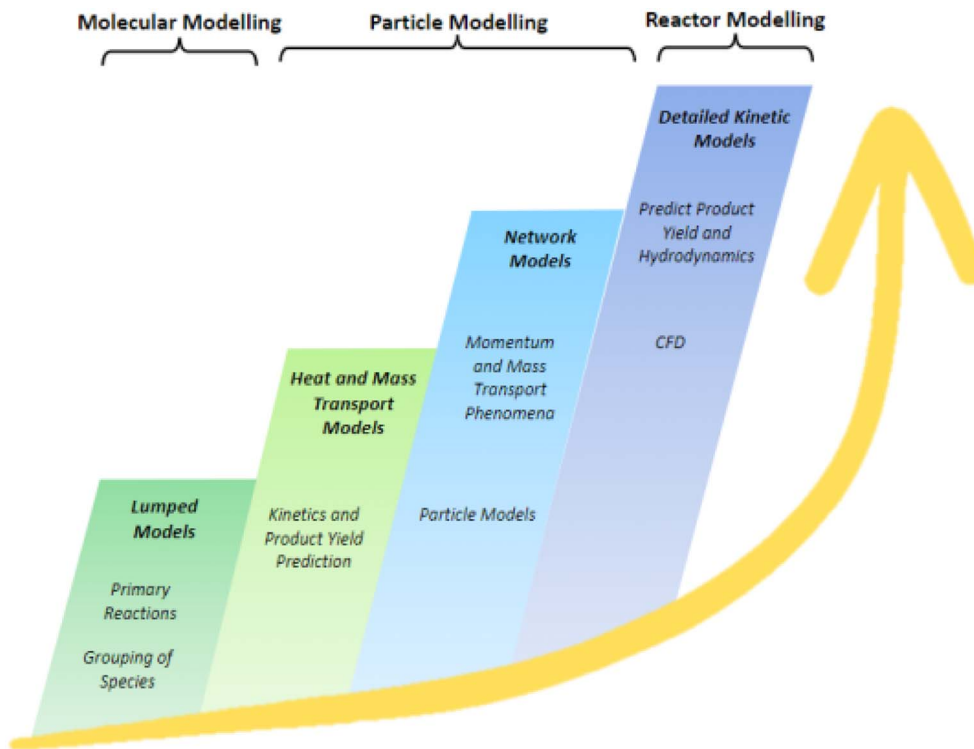 Molecular Modelling
Particle Modelling
Reactor Modelling
Lumped
Models
Primary
Reactions
Grouping of
Species
Heat and Mass
Transport
Models
Kinetics and
Product Yield
Prediction
Network
Models
Momentum
and Mass
Transport
Phenomena
Particle Models
Detailed Kinetic
Models
Predict Product
Yield and
Hydrodynamics
CFD